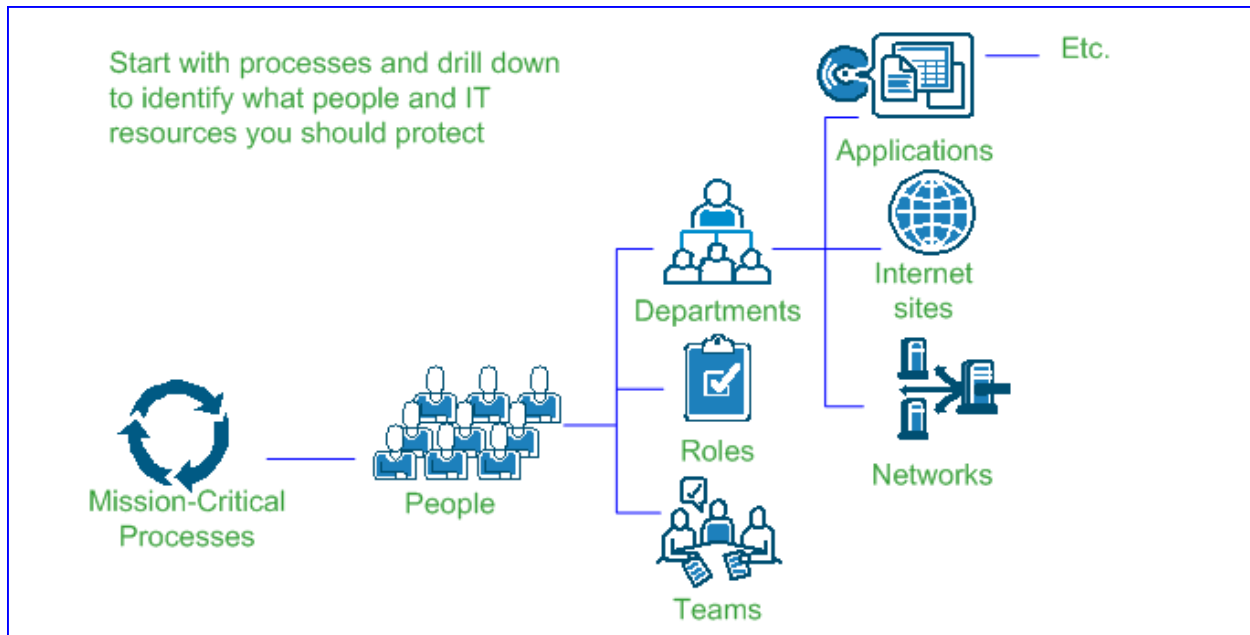 Start with processes and drill down
to identify what people and IT
resources you should protect
Etc.
Applications
Internet
sites
Departments
Roles
Networks
Mission-Critical
Processes
People
Teams